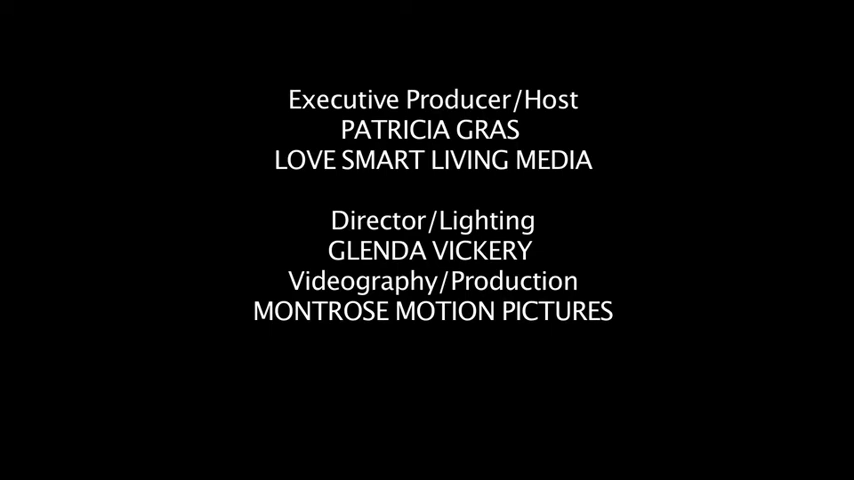 Executive Producer/Host
PATRICIA GRAS
LOVE SMART LIVING MEDIA
Director/Lighting
GLENDA VICKERY
Videography/Production
MONTROSE MOTION PICTURES